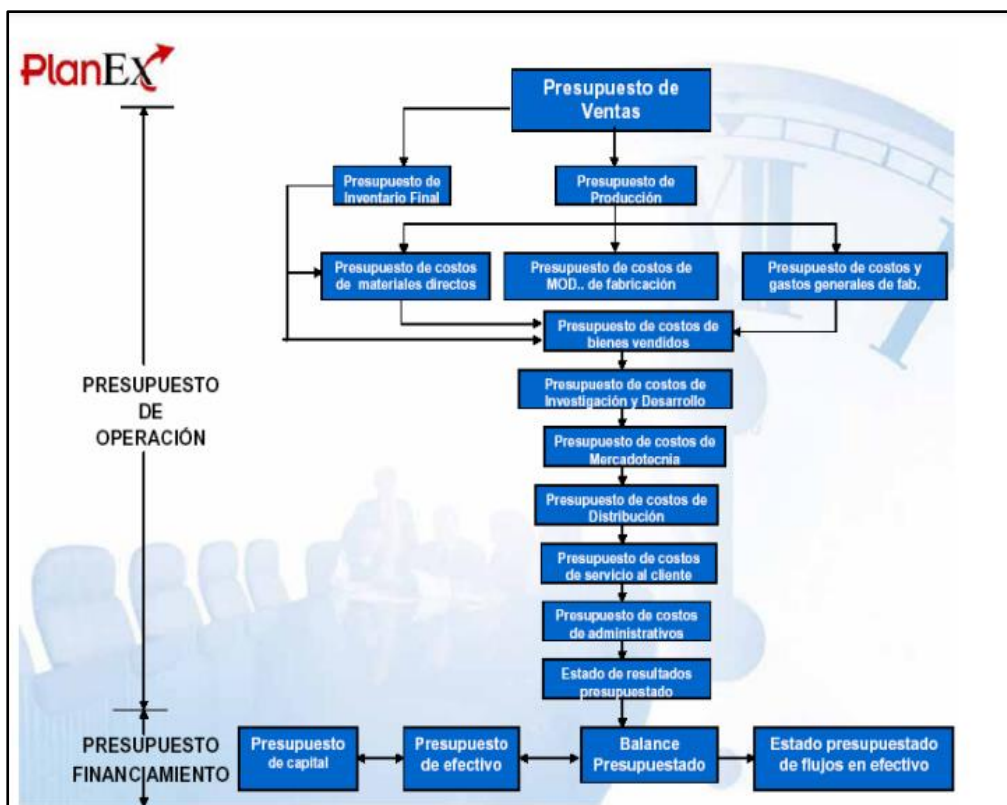 PlanEx
Presupuesto de
Ventas
Presupuesto de
Inventario Final
Presupuesto de
Producción
Presupuesto de costos
de materiales directos
Presupuesto de costos de
MOD.. de fabricación
Presupuesto de costos y
gastos generales de fab.
Presupuesto de costos de
bienes vendidos
PRESUPUESTO
DE
OPERACIÓN
Presupuesto de costos de
Investigación y Desarrollo
Presupuesto de costos de
Mercadotecnia
Presupuesto de costos de
Distribución
Presupuesto de costos
de servicio al cliente
Presupuesto de costos
de administrativos
Estado de resultados
presupuestado
PRESUPUESTO
FINANCIAMIENTO
Presupuesto
de capital
Presupuesto
de efectivo
Balance
Presupuestado
Estado presupuestado
de flujos en efectivo